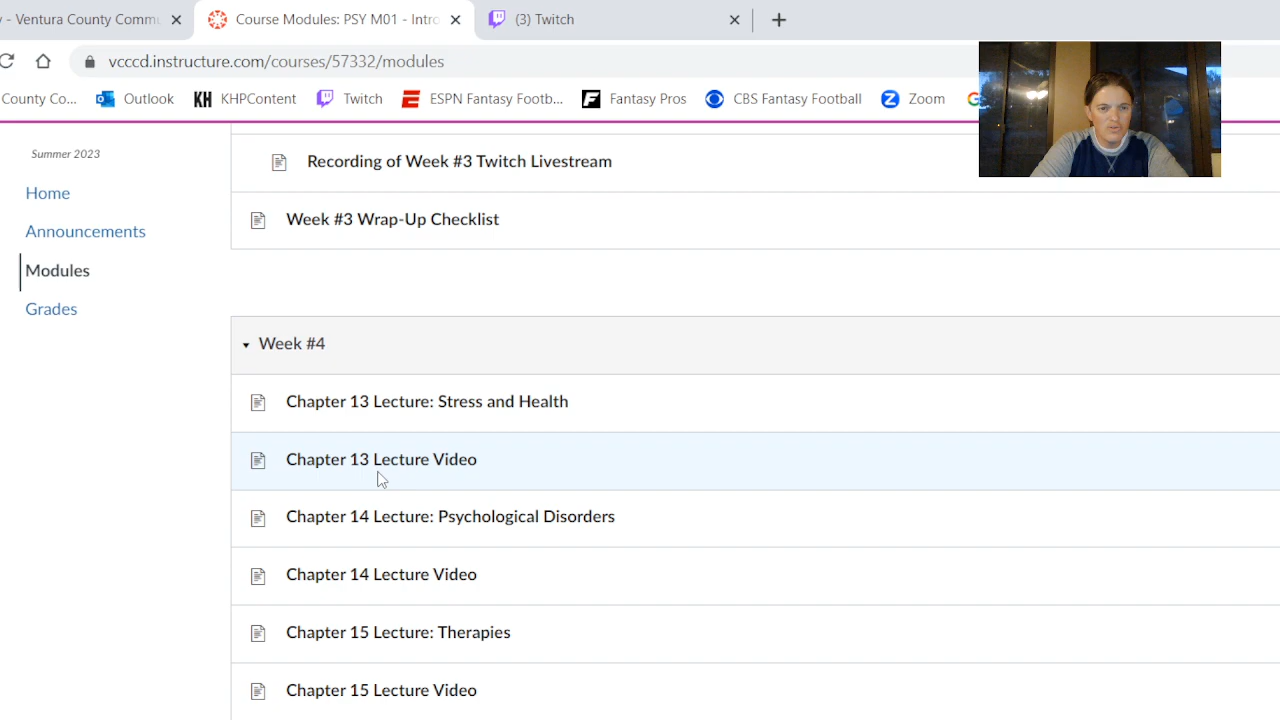 y - Ventura County Commu
Course Modules: PSY M01 - Intro
(3) Twitch
vcccd.instructure.com/courses/57332/modules
County Co...
Outlook
KH KHPContent
Twitch
ESPN Fantasy Footb...
Fantasy Pros
CBS Fantasy Football
Zoom
Summer 2023
Home
Announcements
Modules
Grades
Recording of Week #3 Twitch Livestream
Week #3 Wrap-Up Checklist
Week #4
Chapter 13 Lecture: Stress and Health
Chapter 13 Lecture Video
Chapter 14 Lecture: Psychological Disorders
Chapter 14 Lecture Video
Chapter 15 Lecture: Therapies
Chapter 15 Lecture Video